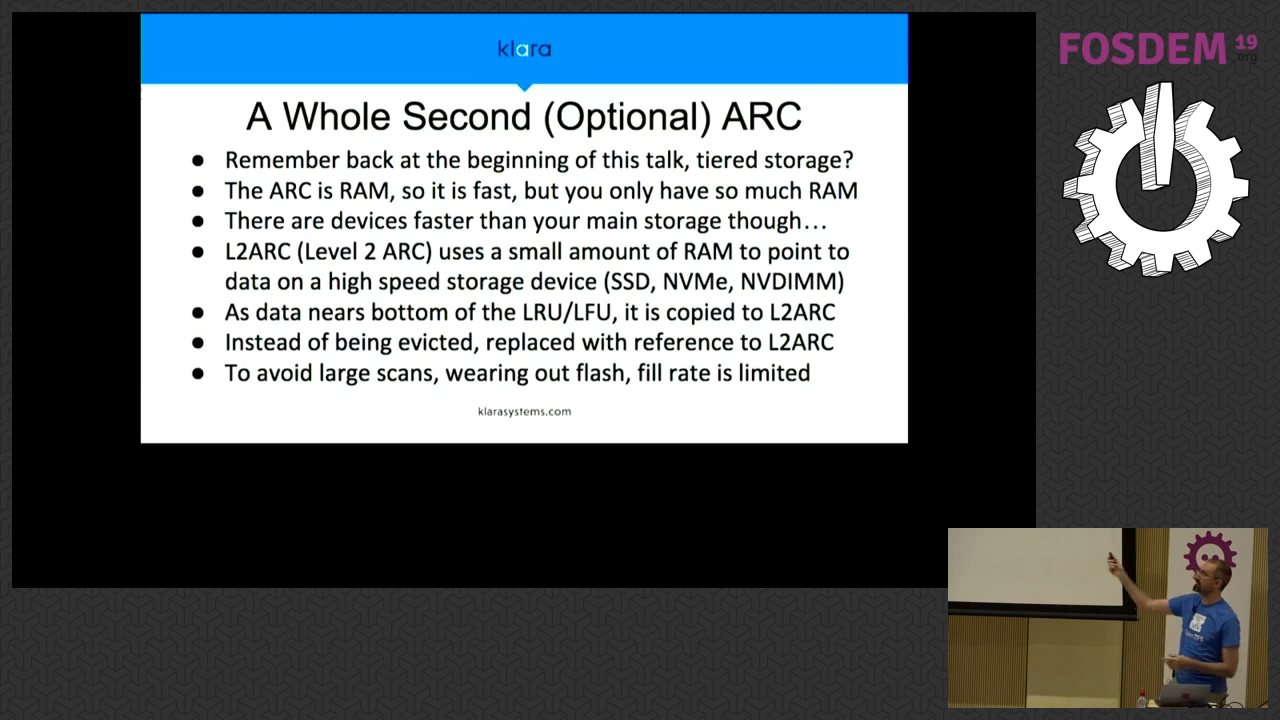 klara
FOSDEM 19
.org
A Whole Second (Optional) ARC
● Remember back at the beginning of this talk, tiered storage?
● The ARC is RAM, so it is fast, but you only have so much RAM
● There are devices faster than your main storage though…
● L2ARC (Level 2 ARC) uses a small amount of RAM to point to
data on a high speed storage device (SSD, NVMe, NVDIMM)
● As data nears bottom of the LRU/LFU, it is copied to L2ARC
● Instead of being evicted, replaced with reference to L2ARC
● To avoid large scans, wearing out flash, fill rate is limited
klarasystems.com